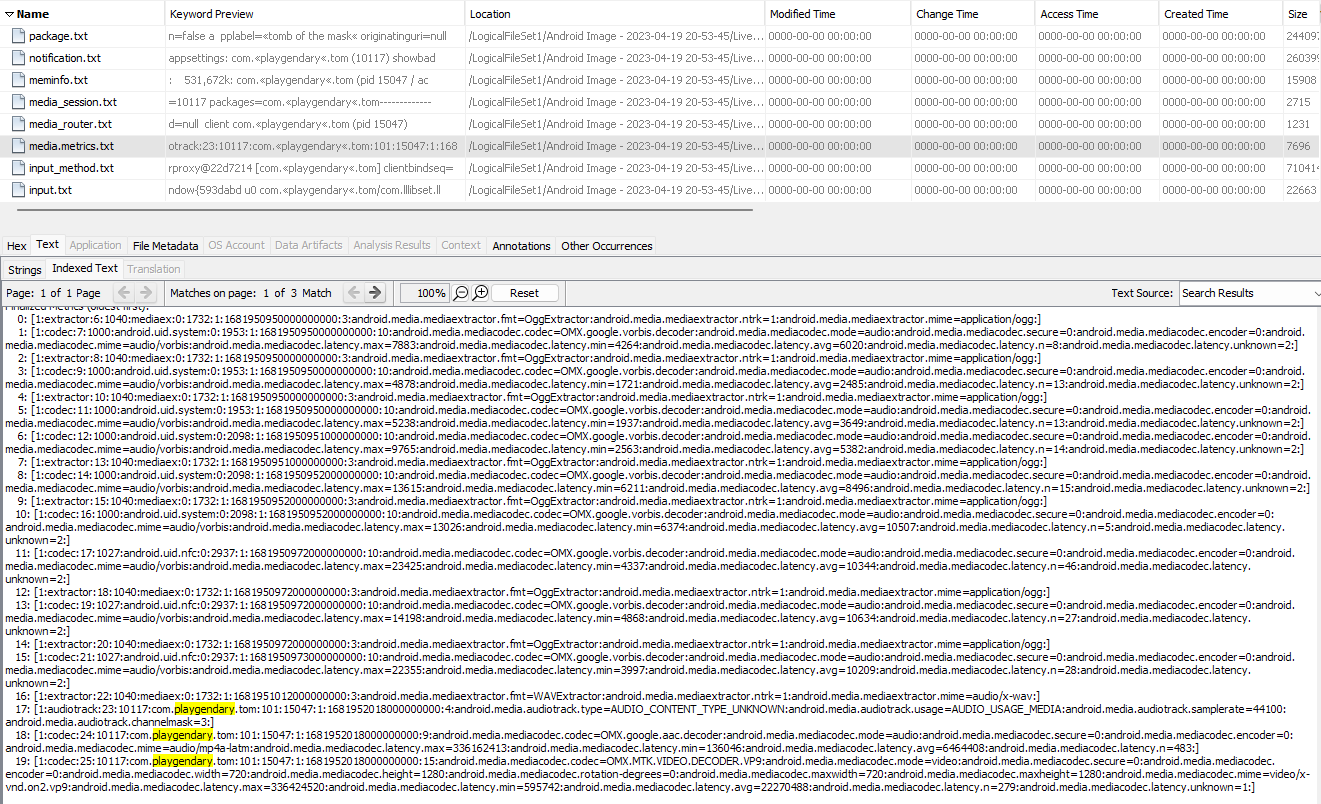 Name Keyword Preview Location Modified Time Change Time Access Time Created Time Size
package.txt n=false a pplabel=«tomb of the mask« originatinguri=null /LogicalFileSet1/Android Image - 2023-04-19 20-53-45/Live... 0000-00-00 00:00:00 0000-00-00 00:00:00 0000-00-00 00:00:00 0000-00-00 00:00:00 24409
notification.txt appsettings: com.«playgendary«.tom (10117) showbad /LogicalFileSet1/Android Image - 2023-04-19 20-53-45/Live... 0000-00-00 00:00:00 0000-00-00 00:00:00 0000-00-00 00:00:00 0000-00-00 00:00:00 26039
meminfo.txt : 531,672k: com.«playgendary«.tom (pid 15047 / ac /LogicalFileSet1/Android Image - 2023-04-19 20-53-45/Live... 0000-00-00 00:00:00 0000-00-00 00:00:00 0000-00-00 00:00:00 0000-00-00 00:00:00 15908
media_session.txt =10117 packages=com.«playgendary«.tom------------- /LogicalFileSet1/Android Image - 2023-04-19 20-53-45/Live... 0000-00-00 00:00:00 0000-00-00 00:00:00 0000-00-00 00:00:00 0000-00-00 00:00:00 2715
media_router.txt d=null client com.«playgendary«.tom (pid 15047) /LogicalFileSet1/Android Image - 2023-04-19 20-53-45/Live... 0000-00-00 00:00:00 0000-00-00 00:00:00 0000-00-00 00:00:00 0000-00-00 00:00:00 1231
media.metrics.txt otrack:23:10117:com.«playgendary«.tom:101:15047:1:168 /LogicalFileSet1/Android Image - 2023-04-19 20-53-45/Live... 0000-00-00 00:00:00 0000-00-00 00:00:00 0000-00-00 00:00:00 0000-00-00 00:00:00 7696
input_method.txt rproxy@22d7214 [com.«playgendary«.tom] clientbindseq= /LogicalFileSet1/Android Image - 2023-04-19 20-53-45/Live... 0000-00-00 00:00:00 0000-00-00 00:00:00 0000-00-00 00:00:00 0000-00-00 00:00:00 71041
input.txt ndow{593dabd u0 com.«playgendary«.tom/com.lllibset.ll /LogicalFileSet1/Android Image - 2023-04-19 20-53-45/Live... 0000-00-00 00:00:00 0000-00-00 00:00:00 0000-00-00 00:00:00 0000-00-00 00:00:00 22663
Hex Text Application File Metadata OS Account Data Artifacts Analysis Results Context Annotations Other Occurrences
Strings Indexed Text Translation
Page: 1 of 1 Page Matches on page: 1 of 3 Match 100% Reset Text Source: Search Results
Finalized Metrics (oldest first):
0: [1:extractor:6:1040:mediaex:0:1732:1:1681950950000000000:3:android.media.mediaextractor.fmt=OggExtractor:android.media.mediaextractor.ntrk=1:android.media.mediaextractor.mime=application/ogg:]
1: [1:codec:7:1000:android.uid.system:0:1953:1:1681950950000000000:10:android.media.mediacodec.codec=OMX.google.vorbis.decoder:android.media.mediacodec.mode=audio:android.media.mediacodec.secure=0:android.media.mediacodec.encoder=0:android.
media.mediacodec.mime=audio/vorbis:android.media.mediacodec.latency.max=7883:android.media.mediacodec.latency.min=4264:android.media.mediacodec.latency.avg=6020:android.media.mediacodec.latency.n=8:android.media.mediacodec.latency.unknown=2:]
2: [1:extractor:8:1040:mediaex:0:1732:1:1681950950000000000:3:android.media.mediaextractor.fmt=OggExtractor:android.media.mediaextractor.ntrk=1:android.media.mediaextractor.mime=application/ogg:]
3: [1:codec:9:1000:android.uid.system:0:1953:1:1681950950000000000:10:android.media.mediacodec.codec=OMX.google.vorbis.decoder:android.media.mediacodec.mode=audio:android.media.mediacodec.secure=0:android.media.mediacodec.encoder=0:android.
media.mediacodec.mime=audio/vorbis:android.media.mediacodec.latency.max=4878:android.media.mediacodec.latency.min=1721:android.media.mediacodec.latency.avg=2485:android.media.mediacodec.latency.n=13:android.media.mediacodec.latency.unknown=2:]
4: [1:extractor:10:1040:mediaex:0:1732:1:1681950950000000000:3:android.media.mediaextractor.fmt=OggExtractor:android.media.mediaextractor.ntrk=1:android.media.mediaextractor.mime=application/ogg:]
5: [1:codec:11:1000:android.uid.system:0:1953:1:1681950950000000000:10:android.media.mediacodec.codec=OMX.google.vorbis.decoder:android.media.mediacodec.mode=audio:android.media.mediacodec.secure=0:android.media.mediacodec.encoder=0:android.
media.mediacodec.mime=audio/vorbis:android.media.mediacodec.latency.max=5238:android.media.mediacodec.latency.min=1937:android.media.mediacodec.latency.avg=3649:android.media.mediacodec.latency.n=13:android.media.mediacodec.latency.unknown=2:]
6: [1:codec:12:1000:android.uid.system:0:2098:1:1681950951000000000:10:android.media.mediacodec.codec=OMX.google.vorbis.decoder:android.media.mediacodec.mode=audio:android.media.mediacodec.secure=0:android.media.mediacodec.encoder=0:android.
media.mediacodec.mime=audio/vorbis:android.media.mediacodec.latency.max=9765:android.media.mediacodec.latency.min=2563:android.media.mediacodec.latency.avg=5382:android.media.mediacodec.latency.n=14:android.media.mediacodec.latency.unknown=2:]
7: [1:extractor:13:1040:mediaex:0:1732:1:1681950951000000000:3:android.media.mediaextractor.fmt=OggExtractor:android.media.mediaextractor.ntrk=1:android.media.mediaextractor.mime=application/ogg:]
8: [1:codec:14:1000:android.uid.system:0:2098:1:1681950952000000000:10:android.media.mediacodec.codec=OMX.google.vorbis.decoder:android.media.mediacodec.mode=audio:android.media.mediacodec.secure=0:android.media.mediacodec.encoder=0:android.
media.mediacodec.mime=audio/vorbis:android.media.mediacodec.latency.max=13615:android.media.mediacodec.latency.min=6211:android.media.mediacodec.latency.avg=8496:android.media.mediacodec.latency.n=15:android.media.mediacodec.latency.unknown=2:]
9: [1:extractor:15:1040:mediaex:0:1732:1:1681950952000000000:3:android.media.mediaextractor.fmt=OggExtractor:android.media.mediaextractor.ntrk=1:android.media.mediaextractor.mime=application/ogg:]
10: [1:codec:16:1000:android.uid.system:0:2098:1:1681950952000000000:10:android.media.mediacodec.codec=OMX.google.vorbis.decoder:android.media.mediacodec.mode=audio:android.media.mediacodec.secure=0:android.media.mediacodec.encoder=0:
android.media.mediacodec.mime=audio/vorbis:android.media.mediacodec.latency.max=13026:android.media.mediacodec.latency.min=6374:android.media.mediacodec.latency.avg=10507:android.media.mediacodec.latency.n=5:android.media.mediacodec.latency.
unknown=2:]
11: [1:codec:17:1027:android.uid.nfc:0:2937:1:1681950972000000000:10:android.media.mediacodec.codec=OMX.google.vorbis.decoder:android.media.mediacodec.mode=audio:android.media.mediacodec.secure=0:android.media.mediacodec.encoder=0:android.
media.mediacodec.mime=audio/vorbis:android.media.mediacodec.latency.max=23425:android.media.mediacodec.latency.min=4337:android.media.mediacodec.latency.avg=10344:android.media.mediacodec.latency.n=46:android.media.mediacodec.latency.
unknown=2:]
12: [1:extractor:18:1040:mediaex:0:1732:1:1681950972000000000:3:android.media.mediaextractor.fmt=OggExtractor:android.media.mediaextractor.ntrk=1:android.media.mediaextractor.mime=application/ogg:]
13: [1:codec:19:1027:android.uid.nfc:0:2937:1:1681950972000000000:10:android.media.mediacodec.codec=OMX.google.vorbis.decoder:android.media.mediacodec.mode=audio:android.media.mediacodec.secure=0:android.media.mediacodec.encoder=0:android.
media.mediacodec.mime=audio/vorbis:android.media.mediacodec.latency.max=14198:android.media.mediacodec.latency.min=4868:android.media.mediacodec.latency.avg=10634:android.media.mediacodec.latency.n=27:android.media.mediacodec.latency.
unknown=2:]
14: [1:extractor:20:1040:mediaex:0:1732:1:1681950972000000000:3:android.media.mediaextractor.fmt=OggExtractor:android.media.mediaextractor.ntrk=1:android.media.mediaextractor.mime=application/ogg:]
15: [1:codec:21:1027:android.uid.nfc:0:2937:1:1681950973000000000:10:android.media.mediacodec.codec=OMX.google.vorbis.decoder:android.media.mediacodec.mode=audio:android.media.mediacodec.secure=0:android.media.mediacodec.encoder=0:android.
media.mediacodec.mime=audio/vorbis:android.media.mediacodec.latency.max=22355:android.media.mediacodec.latency.min=3997:android.media.mediacodec.latency.avg=10209:android.media.mediacodec.latency.n=28:android.media.mediacodec.latency.
unknown=2:]
16: [1:extractor:22:1040:mediaex:0:1732:1:1681951012000000000:3:android.media.mediaextractor.fmt=WAVExtractor:android.media.mediaextractor.ntrk=1:android.media.mediaextractor.mime=audio/x-wav:]
17: [1:audiotrack:23:10117:com.playgendary.tom:101:15047:1:1681952018000000000:4:android.media.audiotrack.type=AUDIO_CONTENT_TYPE_UNKNOWN:android.media.audiotrack.usage=AUDIO_USAGE_MEDIA:android.media.audiotrack.samplerate=44100:
android.media.audiotrack.channelmask=3:]
18: [1:codec:24:10117:com.playgendary.tom:101:15047:1:1681952018000000000:9:android.media.mediacodec.codec=OMX.google.aac.decoder:android.media.mediacodec.mode=audio:android.media.mediacodec.secure=0:android.media.mediacodec.encoder=0:
android.media.mediacodec.mime=audio/mp4a-latm:android.media.mediacodec.latency.max=336162413:android.media.mediacodec.latency.min=136046:android.media.mediacodec.latency.avg=6464408:android.media.mediacodec.latency.n=483:]
19: [1:codec:25:10117:com.playgendary.tom:101:15047:1:1681952018000000000:15:android.media.mediacodec.codec=OMX.MTK.VIDEO.DECODER.VP9:android.media.mediacodec.mode=video:android.media.mediacodec.secure=0:android.media.mediacodec.
encoder=0:android.media.mediacodec.width=720:android.media.mediacodec.height=1280:android.media.mediacodec.rotation-degrees=0:android.media.mediacodec.maxwidth=720:android.media.mediacodec.maxheight=1280:android.media.mediacodec.mime=video/x-
vnd.on2.vp9:android.media.mediacodec.latency.max=336424520:android.media.mediacodec.latency.min=595742:android.media.mediacodec.latency.avg=22270488:android.media.mediacodec.latency.n=279:android.media.mediacodec.latency.unknown=1:]